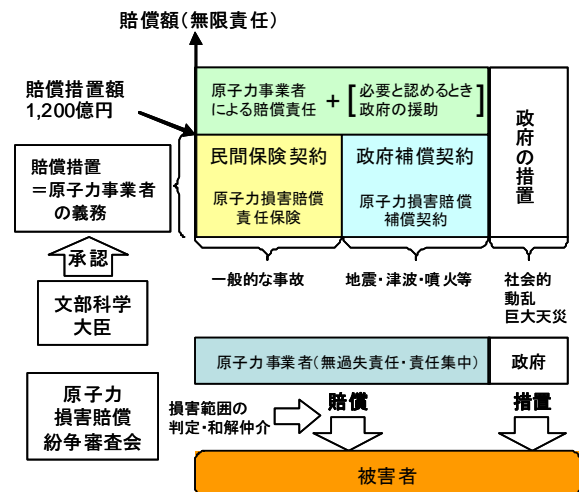 賠償額(無限責任)
賠償措置額
1,200億円
原子力事業者
による賠償責任
+
必要と認めるとき
政府の援助
政府の措置
賠償措置
=原子力事業者
の義務
民間保険契約
原子力損害賠償
責任保険
政府補償契約
原子力損害賠償
補償契約
承認
文部科学
大臣
一般的な事故
地震・津波・噴火等
社会的
動乱
巨大天災
原子力事業者(無過失責任・責任集中)
政府
原子力
損害賠償
紛争審査会
損害範囲の
判定・和解仲介
賠償
措置
被害者